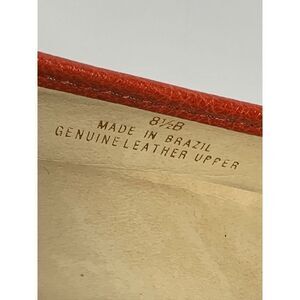 8½B
MADE IN BRAZIL
GENUINE LEATHER UPPER